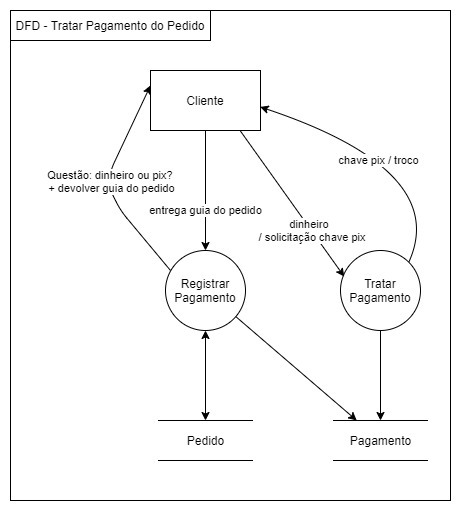 DFD - Tratar Pagamento do Pedido
Cliente
Questão: dinheiro ou pix?
+ devolver guia do pedido
chave pix / troco
entrega guia do pedido
dinheiro
/ solicitação chave pix
Registrar
Pagamento
Tratar
Pagamento
Pedido
Pagamento